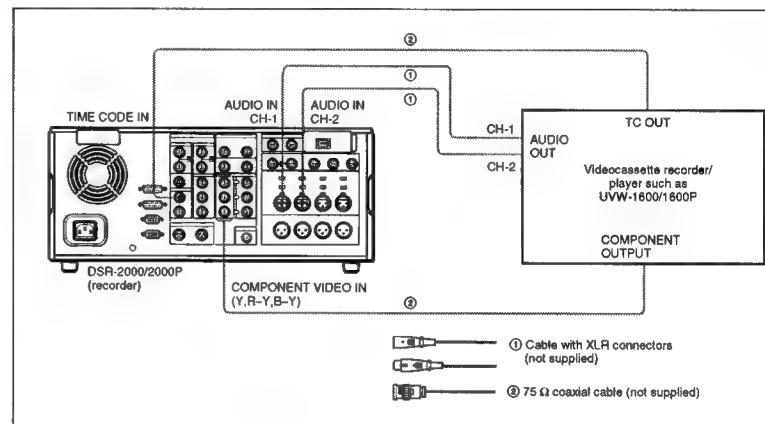 ②
①
TIME CODE IN
AUDIO IN
CH-1
AUDIO IN
CH-2
①
CH-1
AUDIO
OUT
CH-2
TC OUT
Videocassette recorder/
player such as
UVW-1600/1600P
COMPONENT
OUTPUT
DSR-2000/2000P
(recorder)
COMPONENT VIDEO IN
(Y,R-Y,B-Y)
②
① Cable with XLR connectors
(not supplied)
② 75 Ω coaxial cable (not supplied)